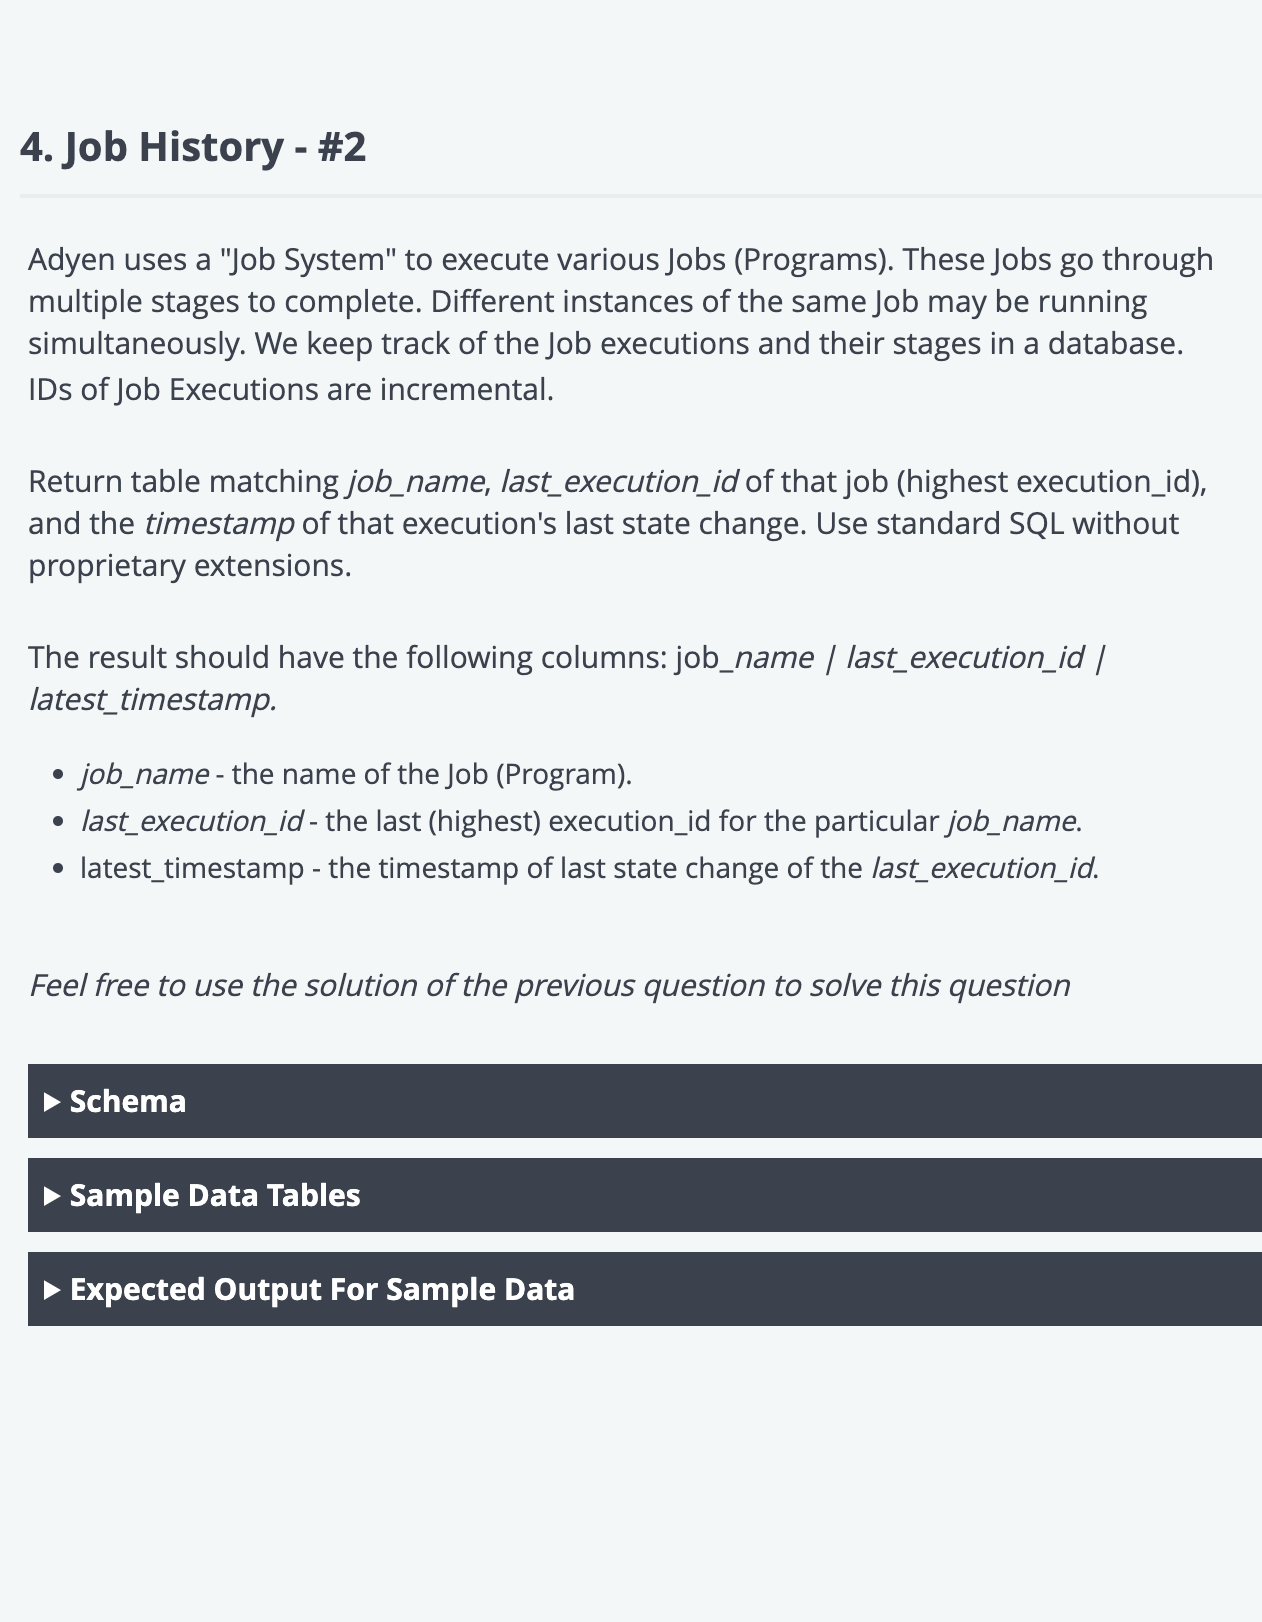 4. Job History - #2
Adyen uses a "Job System" to execute various Jobs (Programs). These Jobs go through
multiple stages to complete. Different instances of the same Job may be running
simultaneously. We keep track of the Job executions and their stages in a database.
IDs of Job Executions are incremental.
Return table matching job_name, last_execution_id of that job (highest execution_id),
and the timestamp of that execution's last state change. Use standard SQL without
proprietary extensions.
The result should have the following columns: job_name | last_execution_id |
latest_timestamp.
• job_name - the name of the Job (Program).
• last_execution_id - the last (highest) execution_id for the particular job_name.
• latest_timestamp - the timestamp of last state change of the last_execution_id.
Feel free to use the solution of the previous question to solve this question
▶ Schema
▶ Sample Data Tables
▶ Expected Output For Sample Data